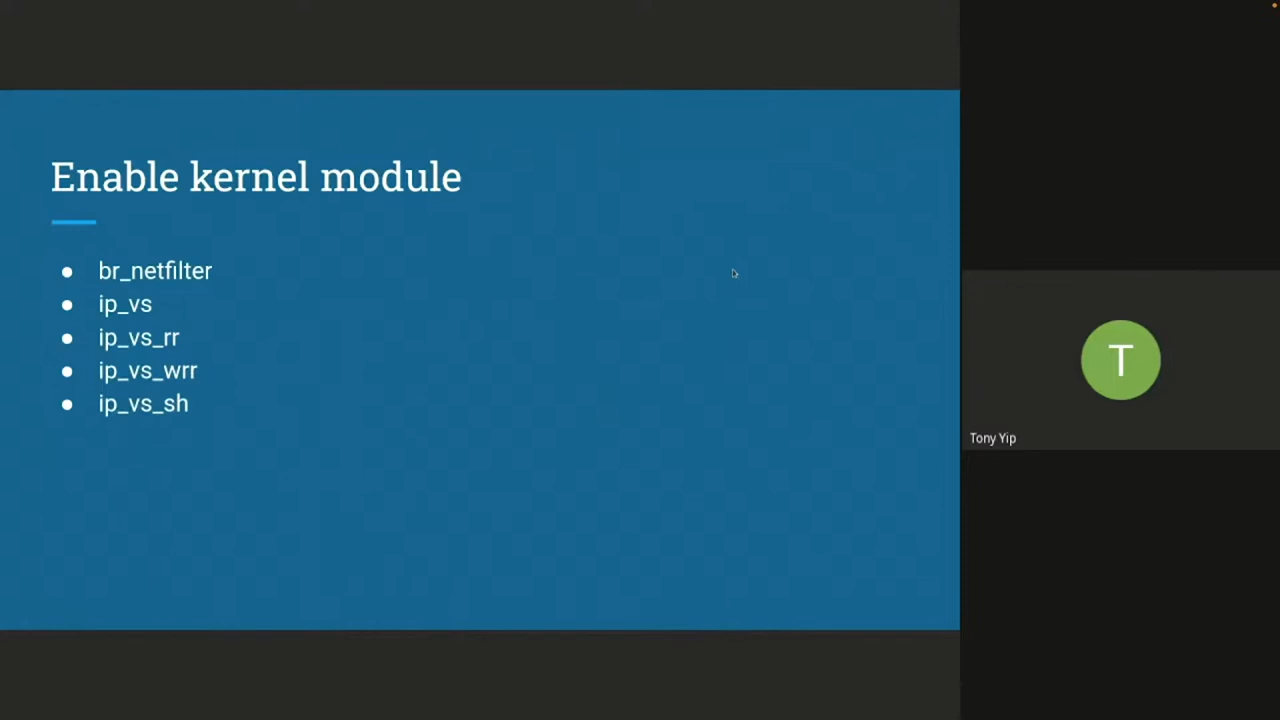 Enable kernel module
● br_netfilter
● ip_vs
● ip_vs_rr
● ip_vs_wrr
● ip_vs_sh
T
Tony Yip